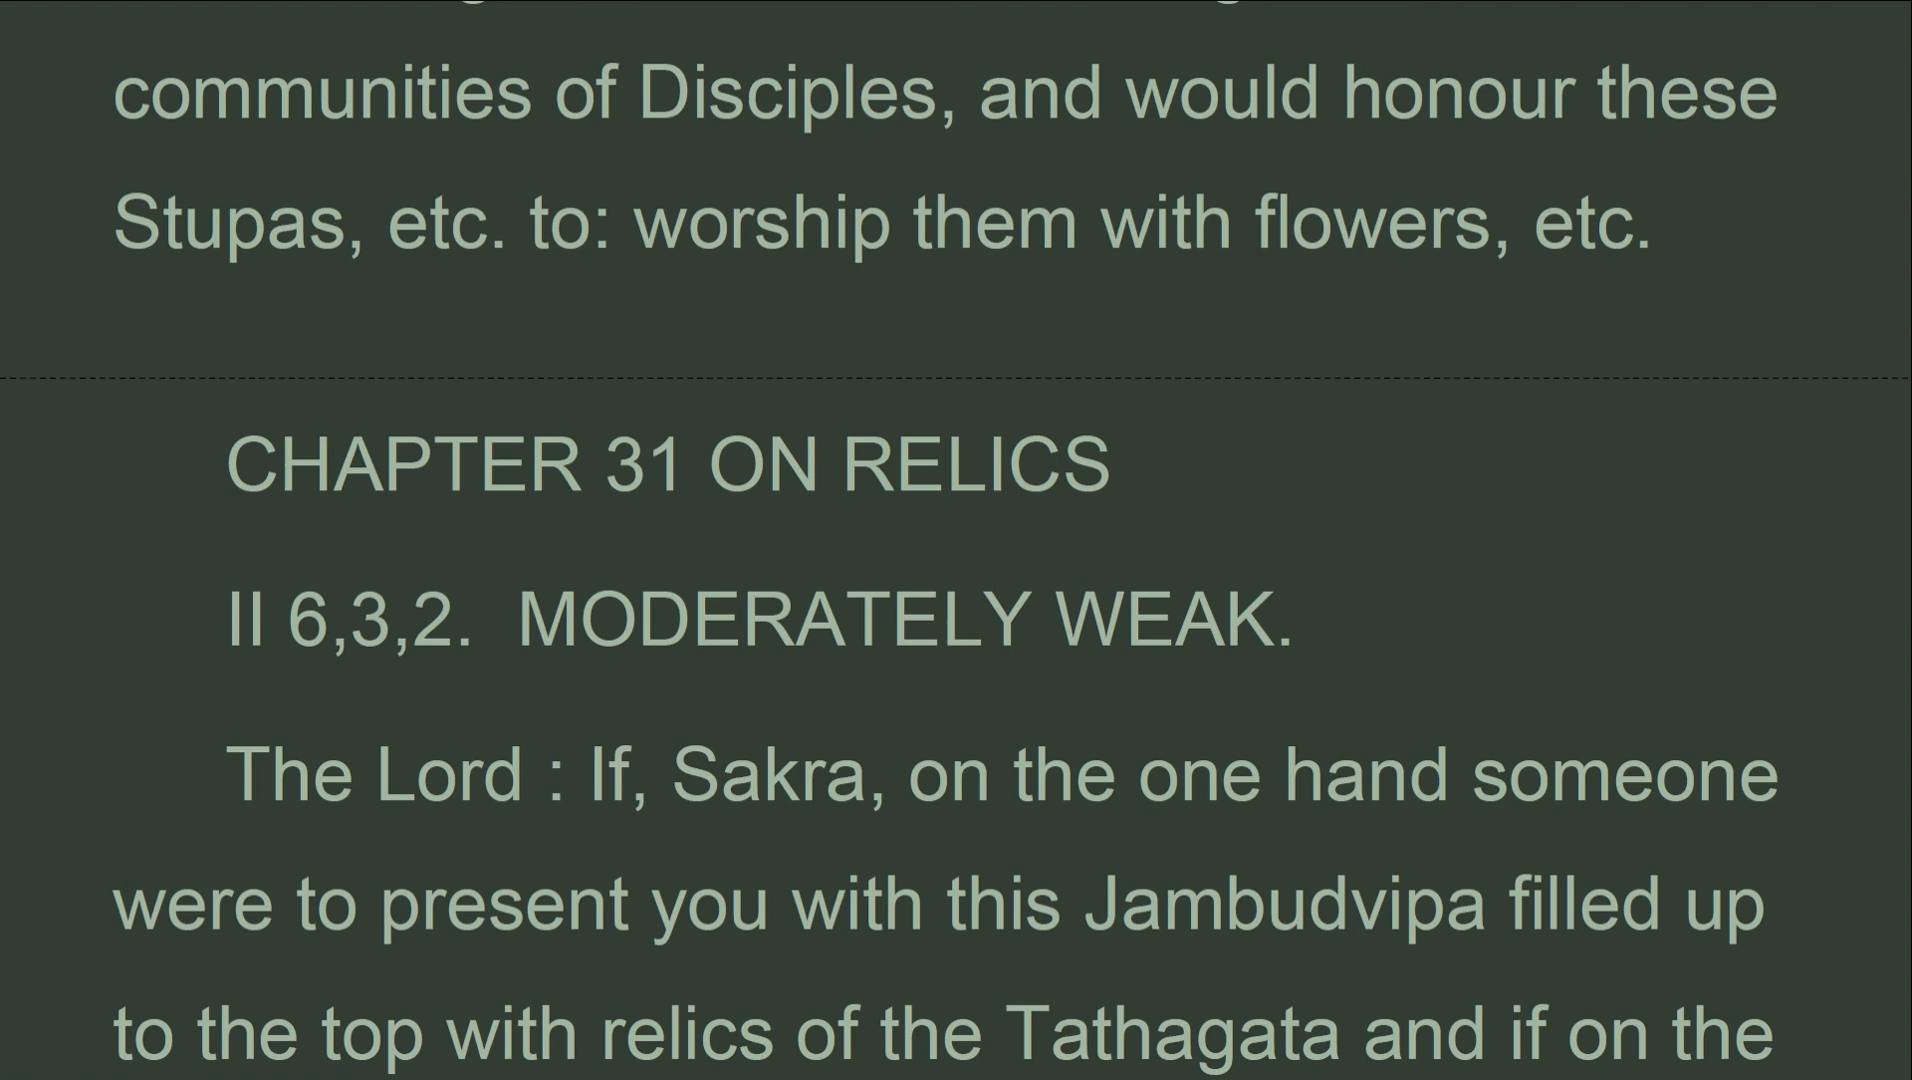 communities of Disciples, and would honour these
Stupas, etc. to: worship them with flowers, etc.
CHAPTER 31 ON RELICS
II 6,3,2.  MODERATELY WEAK.
The Lord : If, Sakra, on the one hand someone
were to present you with this Jambudvipa filled up
to the top with relics of the Tathagata and if on the